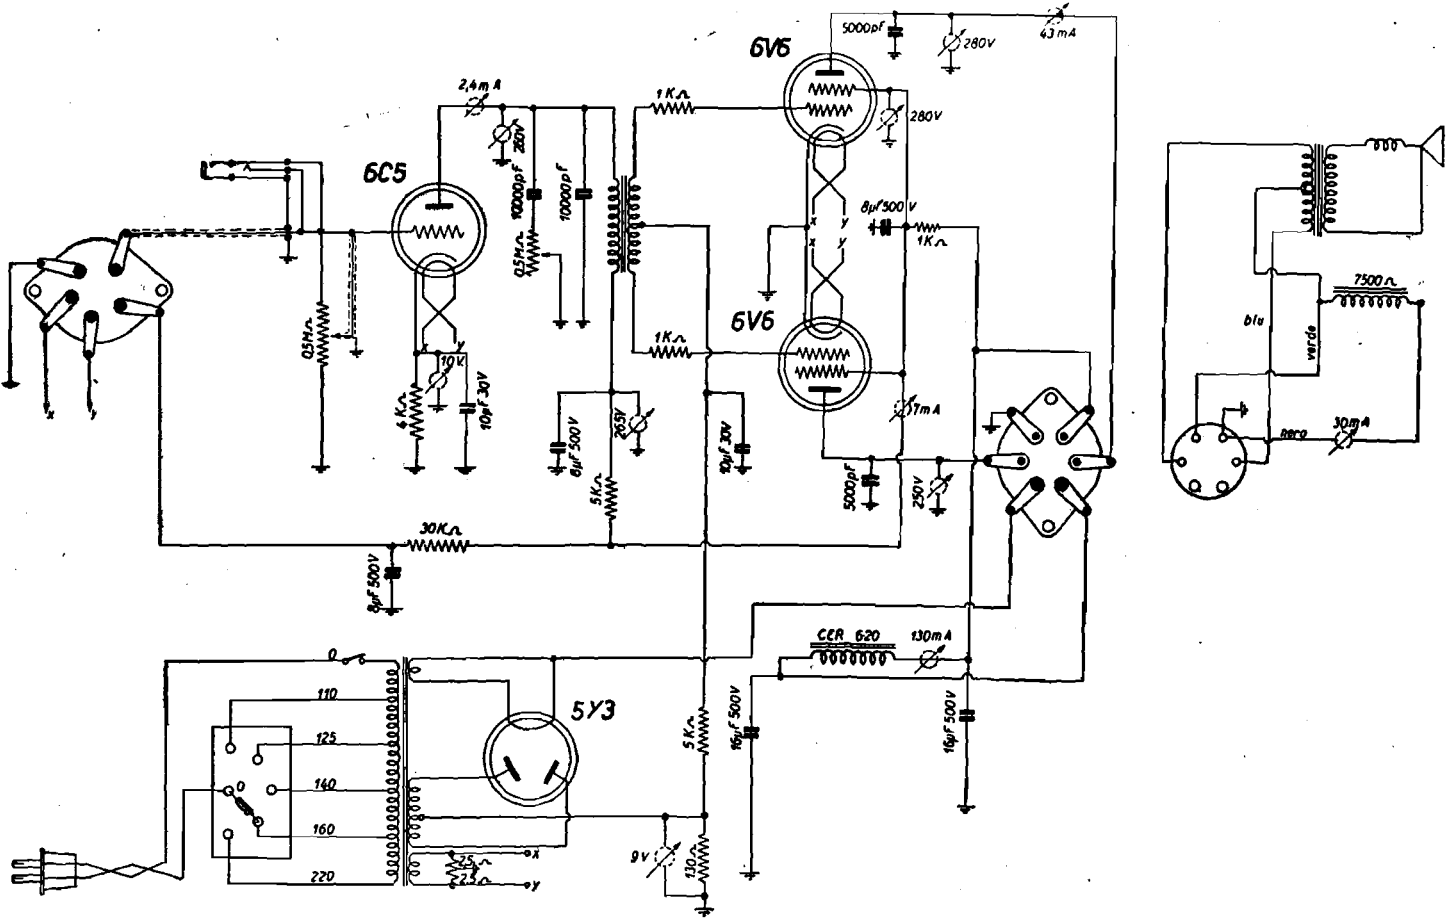 6V6
5000pF
280V
43mA
2,4mA
260V
1KΩ
280V
6C5
10000pF
10000pF
0,5MΩ
8µF500V
1KΩ
x
y
x
y
0,5MΩ
x
y
10V
4KΩ
10µF 30V
1KΩ
6V6
7mA
8µF 500V
265V
5KΩ
10µF 30V
5000pF
250V
7500Ω
blu
verde
nero
30mA
x
y
30KΩ
8µF 500V
CER 620
130mA
16µF 500V
16µF 500V
0
110
125
140
160
220
0
5Y3
5KΩ
9V
130Ω
2,5Ω
2,5Ω
x
y